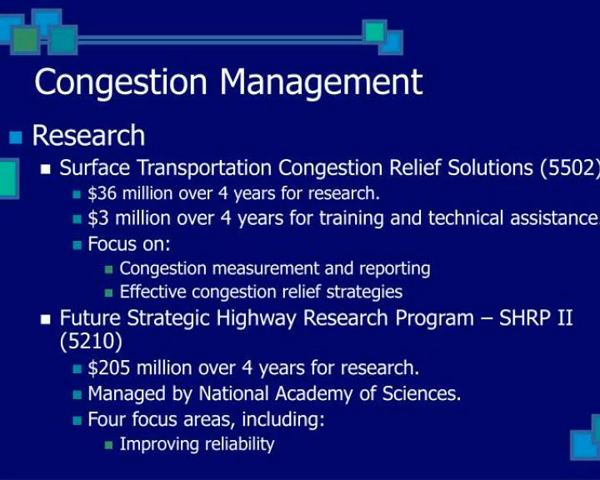 Congestion Management
Research
Surface Transportation Congestion Relief Solutions (5502)
$36 million over 4 years for research.
$3 million over 4 years for training and technical assistance.
Focus on:
Congestion measurement and reporting
Effective congestion relief strategies
Future Strategic Highway Research Program – SHRP II
(5210)
$205 million over 4 years for research.
Managed by National Academy of Sciences.
Four focus areas, including:
Improving reliability